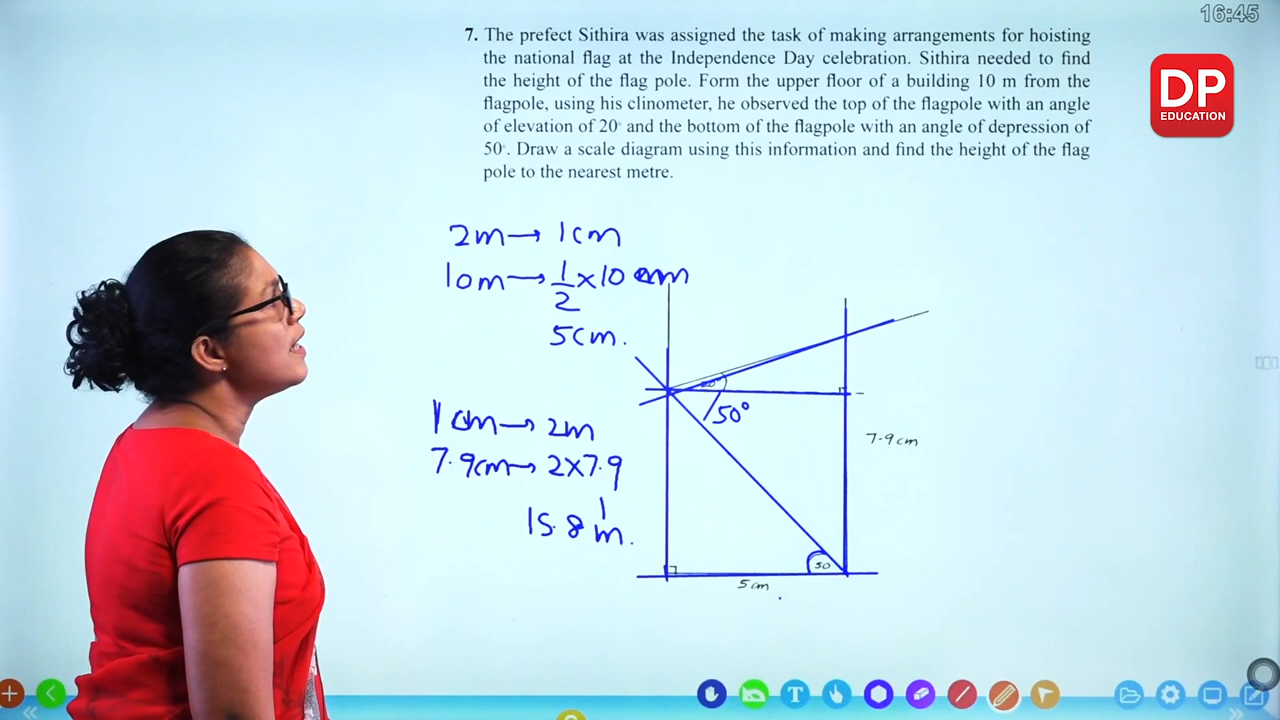 16:45
7. The prefect Sithira was assigned the task of making arrangements for hoisting
the national flag at the Independence Day celebration. Sithira needed to find
the height of the flag pole. Form the upper floor of a building 10 m from the
flagpole, using his clinometer, he observed the top of the flagpole with an angle
of elevation of 20° and the bottom of the flagpole with an angle of depression of
50°. Draw a scale diagram using this information and find the height of the flag
pole to the nearest metre.
DP
EDUCATION
2m → 1cm
10m → 1/2 × 10 cm
5cm.
20°
50°
1cm → 2m
7.9cm → 2×7.9
15.8m.
7.9cm
50
5cm